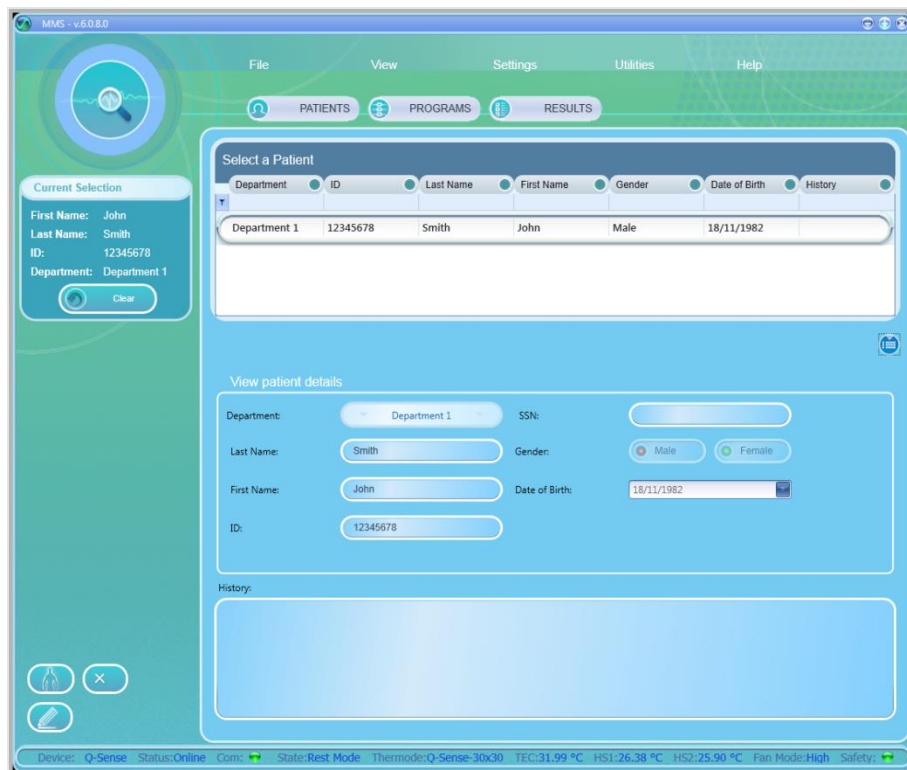 MMS - v.6.0.8.0
File View Settings Utilities Help
PATIENTS PROGRAMS RESULTS
Select a Patient
Department ID Last Name First Name Gender Date of Birth History
Department 1 12345678 Smith John Male 18/11/1982
Current Selection
First Name: John
Last Name: Smith
ID: 12345678
Department: Department 1
Clear
View patient details
Department: Department 1 SSN:
Last Name: Smith Gender: Male Female
First Name: John Date of Birth: 18/11/1982
ID: 12345678
History:
Device: Q-Sense Status:Online Com: State:Rest Mode Thermode:Q-Sense-30x30 TEC:31.99 °C HS1:26.38 °C HS2:25.90 °C Fan Mode:High Safety: